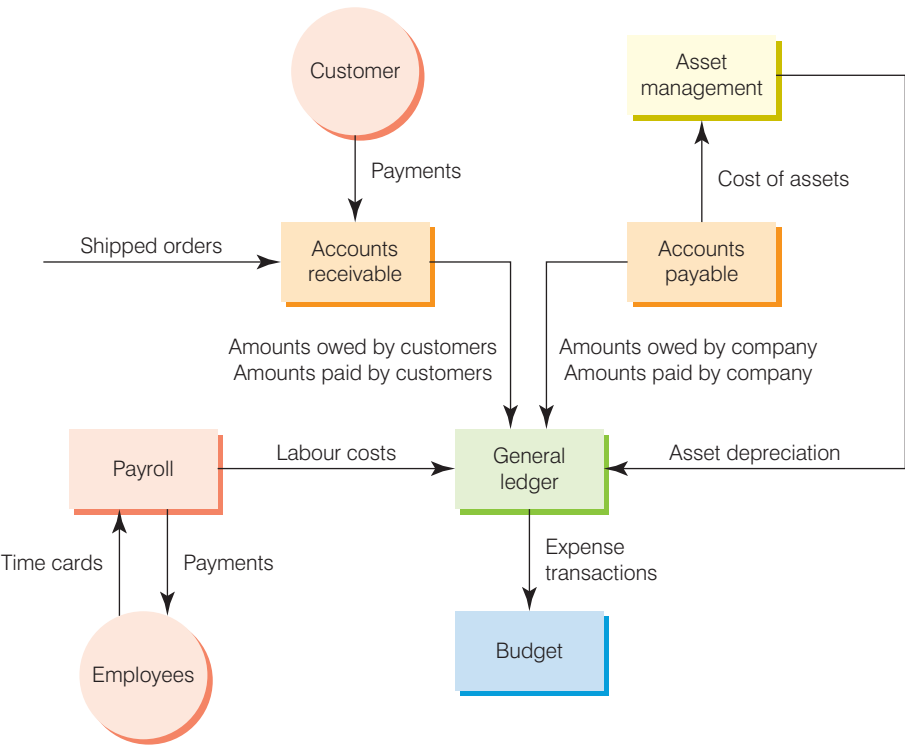 Customer
Asset
management
Payments
Cost of assets
Shipped orders
Accounts
receivable
Accounts
payable
Amounts owed by customers
Amounts paid by customers
Amounts owed by company
Amounts paid by company
Payroll
Labour costs
General
ledger
Asset depreciation
Time cards
Payments
Expense
transactions
Employees
Budget